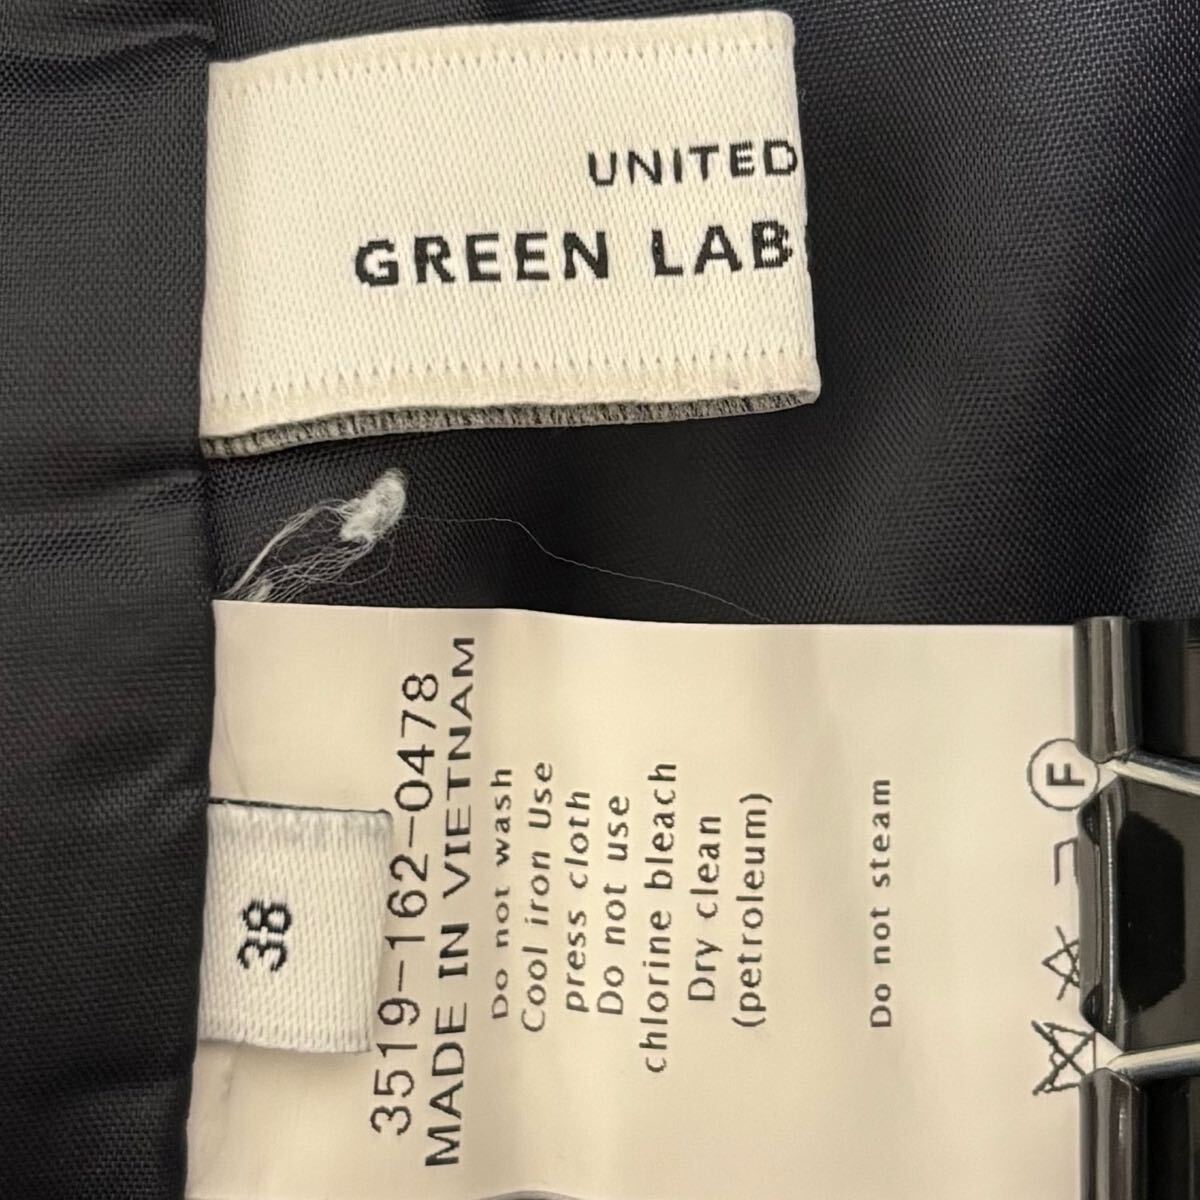 UNITED
GREEN LAB
38
3519-162-0478
MADE IN VIETNAM
Do not wash
Cool iron Use
press cloth
Do not use
chlorine bleach
Dry clean
(petroleum)
Do not steam
F